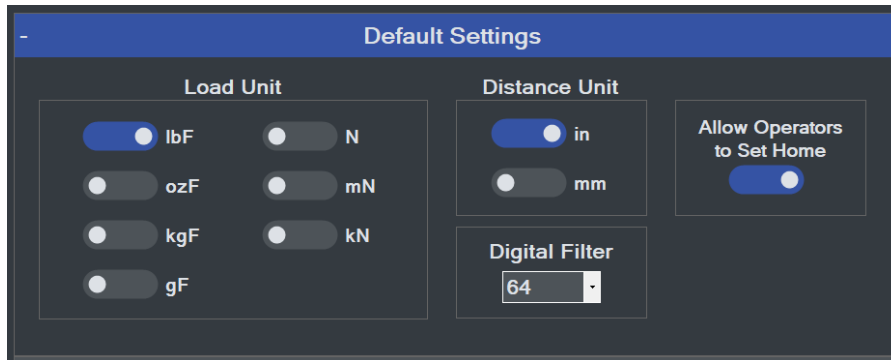 - Default Settings
Load Unit
lbF
N
ozF
mN
kgF
kN
gF
Distance Unit
in
mm
Digital Filter
64
Allow Operators
to Set Home